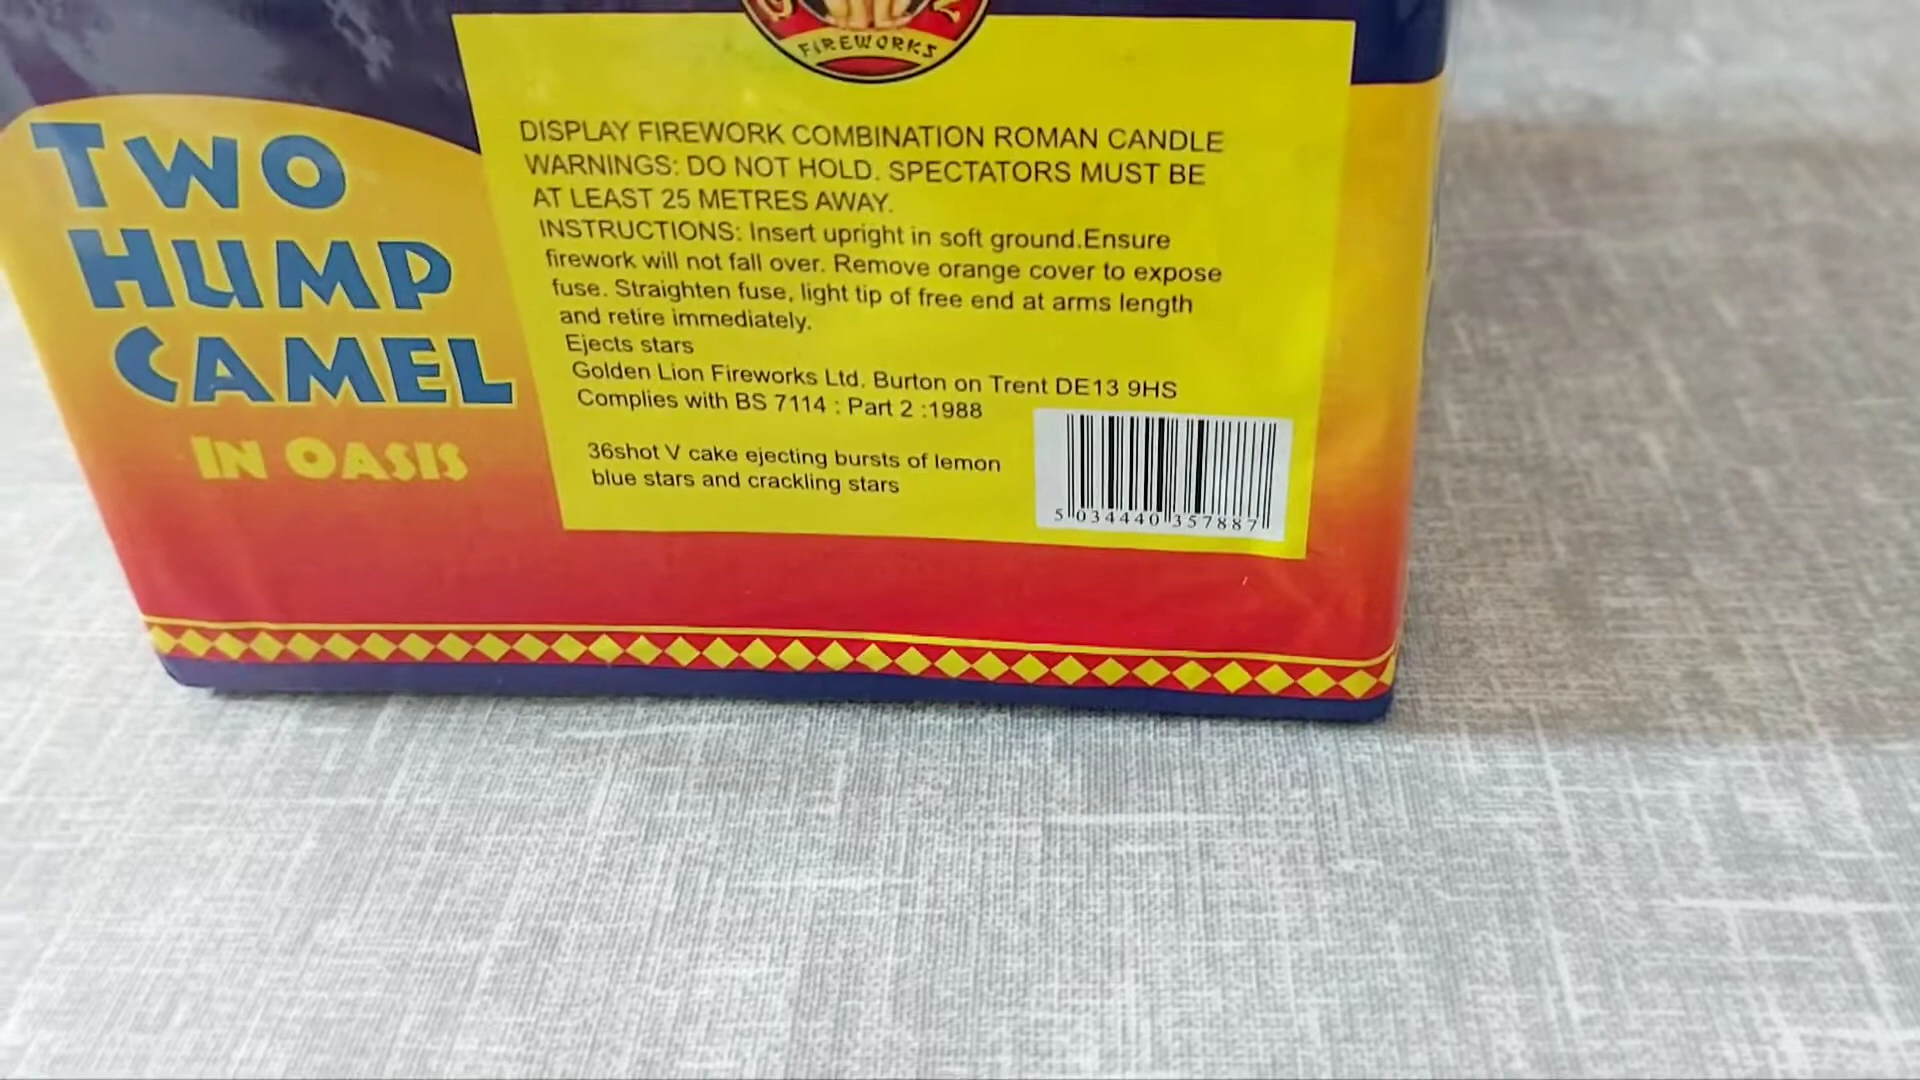 FIREWORKS
TWO
HUMP
CAMEL
IN OASIS
DISPLAY FIREWORK COMBINATION ROMAN CANDLE
WARNINGS: DO NOT HOLD. SPECTATORS MUST BE
AT LEAST 25 METRES AWAY.
INSTRUCTIONS: Insert upright in soft ground.Ensure
firework will not fall over. Remove orange cover to expose
fuse. Straighten fuse, light tip of free end at arms length
and retire immediately.
Ejects stars
Golden Lion Fireworks Ltd. Burton on Trent DE13 9HS
Complies with BS 7114 : Part 2 :1988
36shot V cake ejecting bursts of lemon
blue stars and crackling stars
5 034440 357887